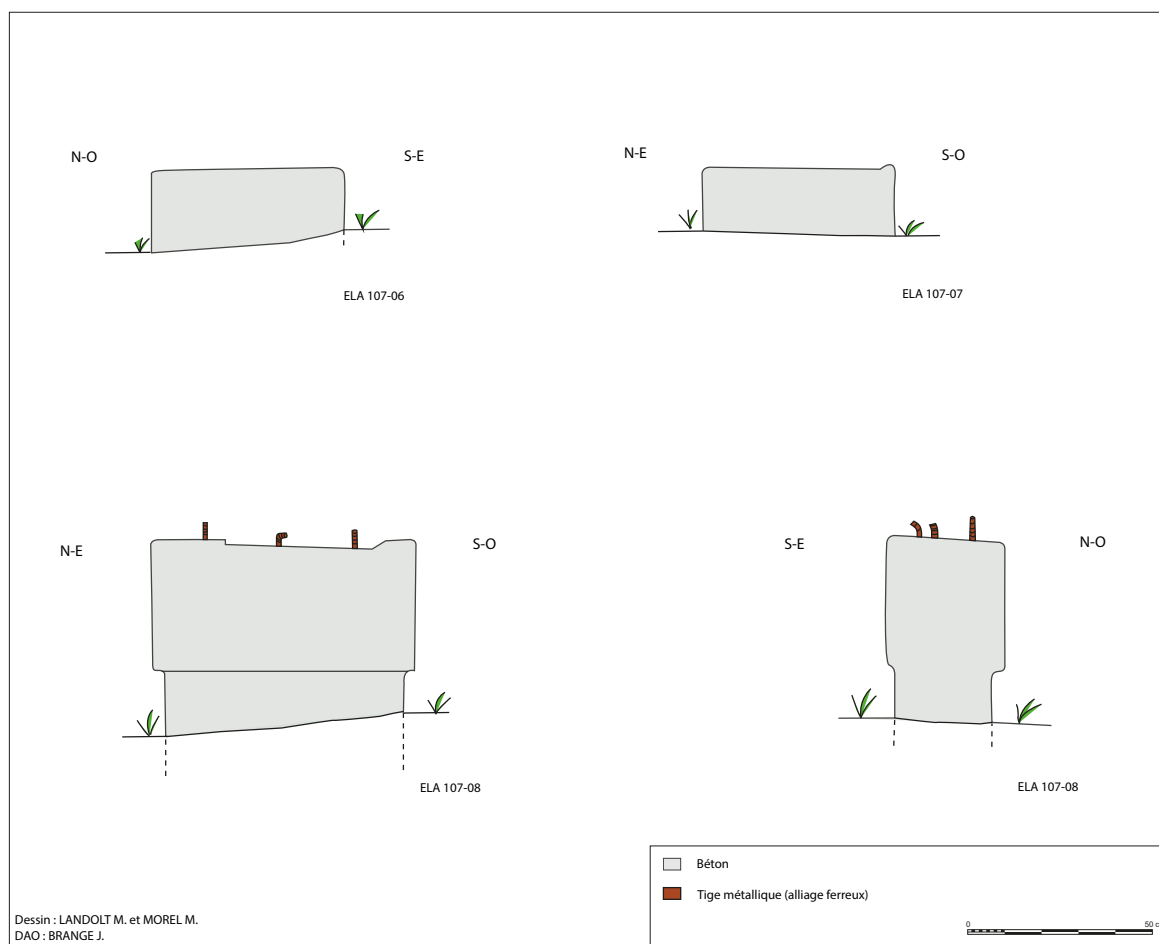 N-O
S-E
N-E
S-O
ELA 107-06
ELA 107-07
N-E
S-O
S-E
N-O
ELA 107-08
ELA 107-08
Béton
Tige métallique (alliage ferreux)
Dessin : LANDOLT M. et MOREL M.
DAO : BRANGE J.
0
50 c